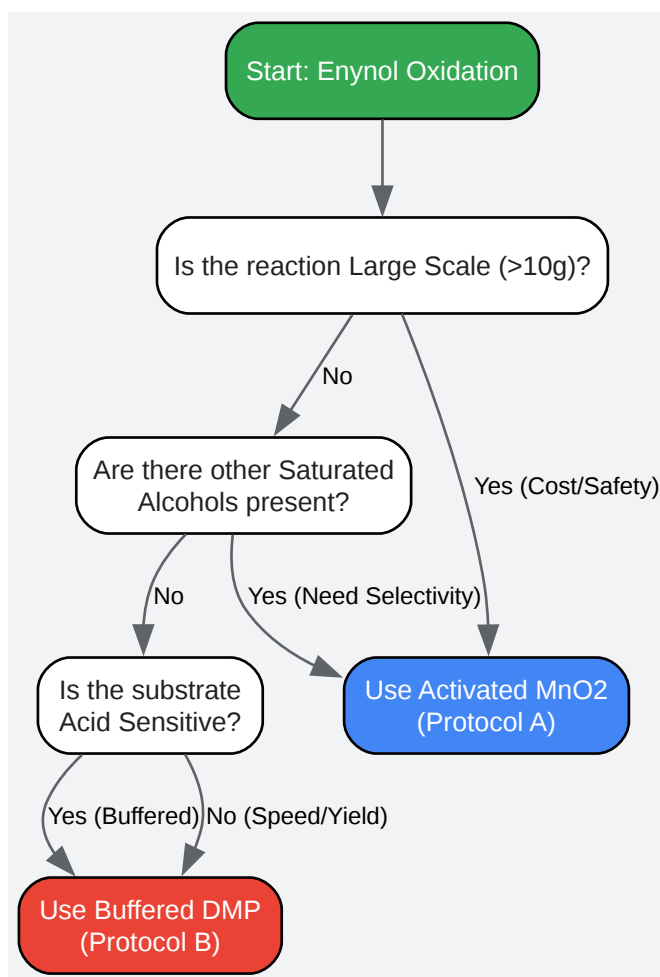 Start: Enynol Oxidation
Is the reaction Large Scale (>10g)?
No
Are there other Saturated
Alcohols present?
Yes (Cost/Safety)
No
Yes (Need Selectivity)
Is the substrate
Acid Sensitive?
Use Activated MnO2
(Protocol A)
Yes (Buffered)
No (Speed/Yield)
Use Buffered DMP
(Protocol B)